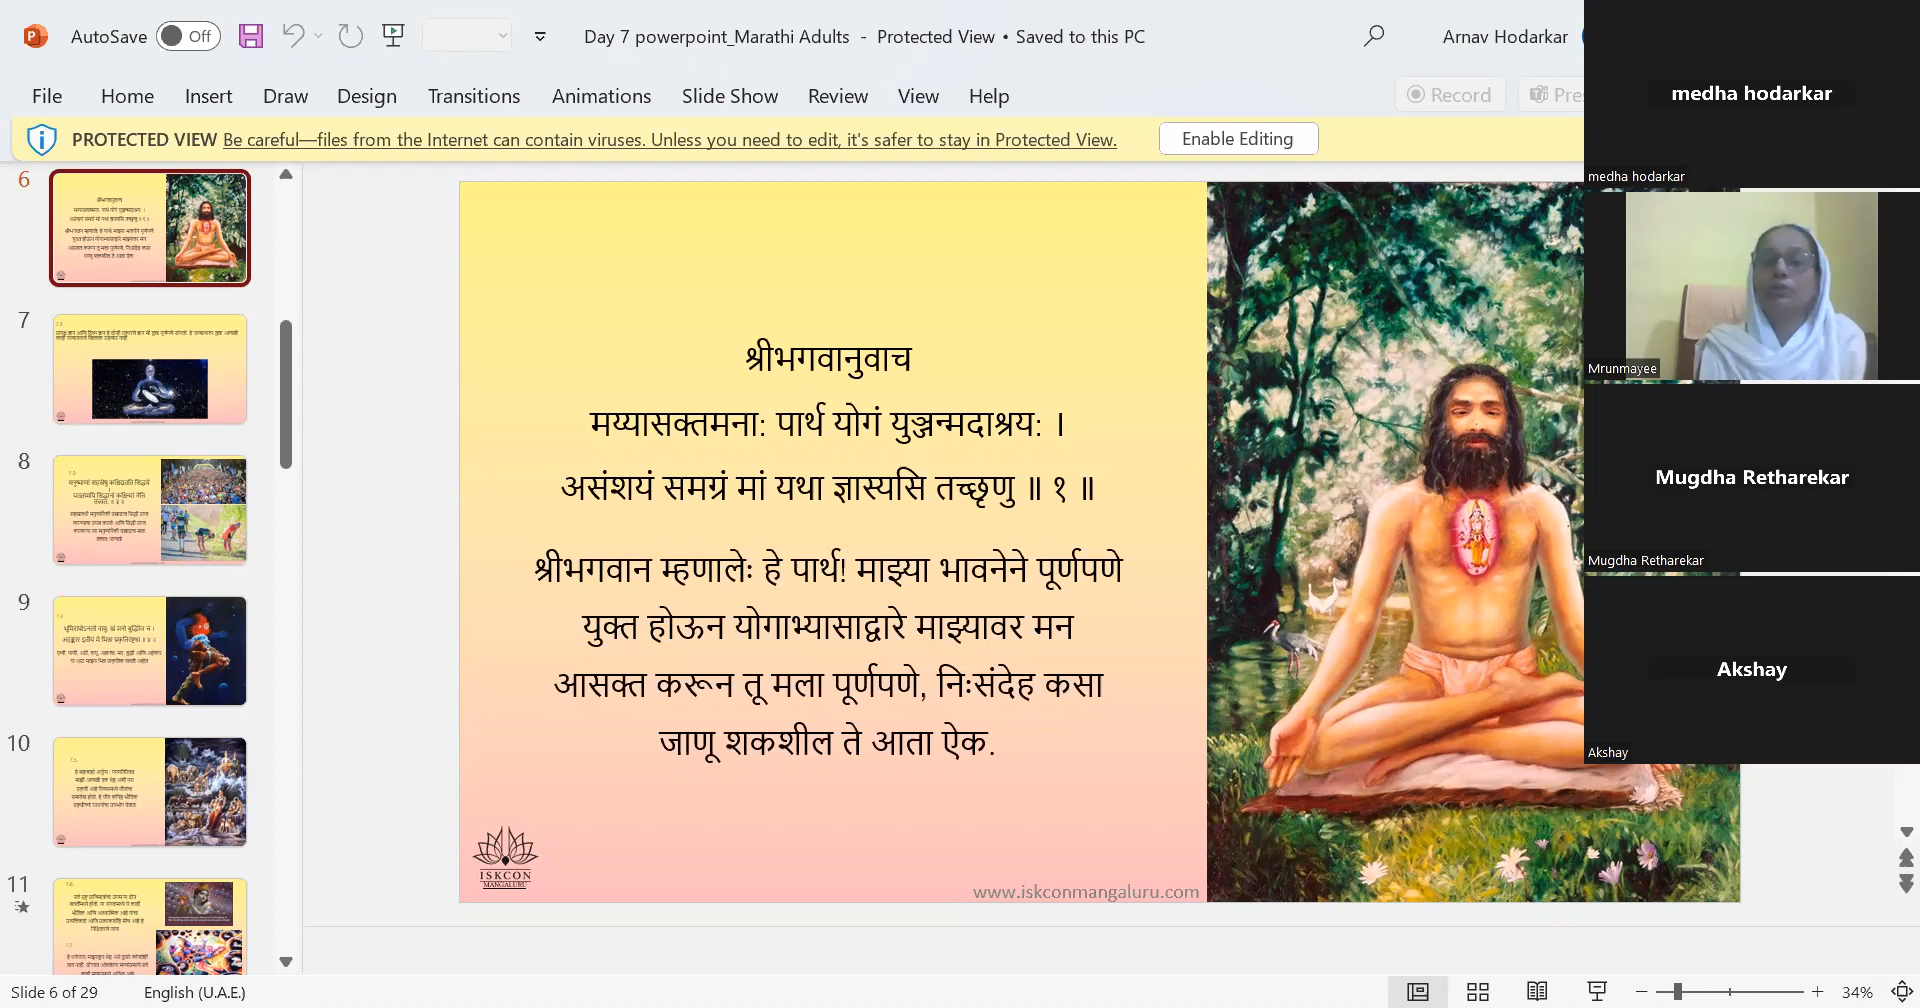 AutoSave Off
Day 7 powerpoint_Marathi Adults - Protected View • Saved to this PC
Arnav Hodarkar
File Home Insert Draw Design Transitions Animations Slide Show Review View Help
Record
PROTECTED VIEW Be careful—files from the Internet can contain viruses. Unless you need to edit, it's safer to stay in Protected View.
Enable Editing
6
7
8
9
10
11
श्रीभगवानुवाच
मय्यासक्तमनाः पार्थ योगं युञ्जन्मदाश्रयः ।
असंशयं समग्रं मां यथा ज्ञास्यसि तच्छृणु ॥ १ ॥
श्रीभगवान म्हणालेः हे पार्थ! माझ्या भावनेने पूर्णपणे
युक्त होऊन योगाभ्यासाद्वारे माझ्यावर मन
आसक्त करून तू मला पूर्णपणे, निःसंदेह कसा
जाणू शकशील ते आता ऐक.
ISKCON
MANGALURU
www.iskconmangaluru.com
medha hodarkar
medha hodarkar
Mrunmayee
Mugdha Retharekar
Mugdha Retharekar
Akshay
Akshay
Slide 6 of 29
English (U.A.E.)
34%